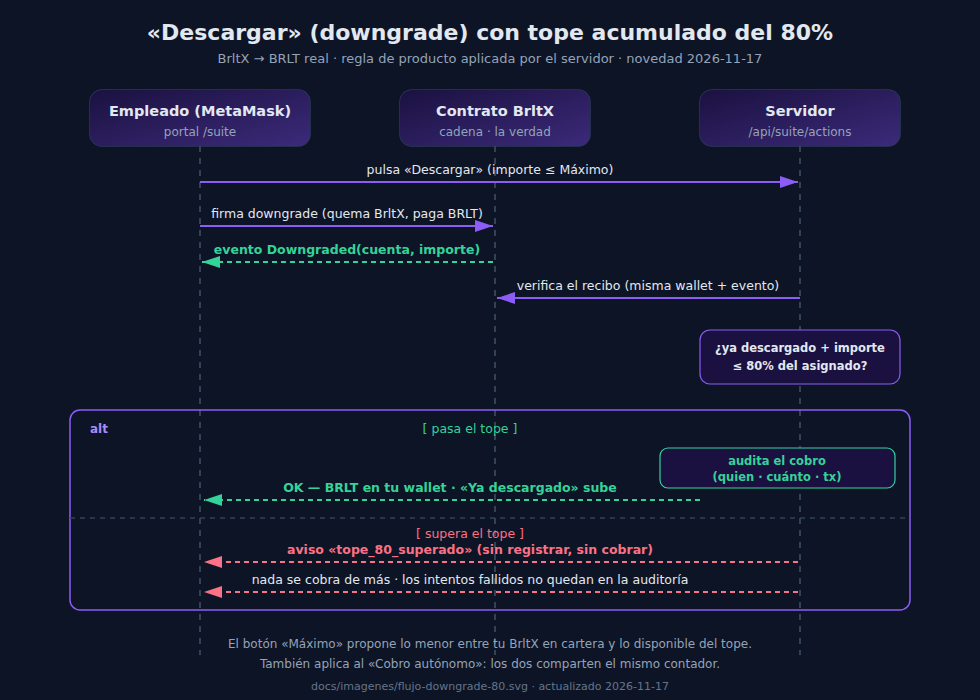 «Descargar» (downgrade) con tope acumulado del 80%
BrltX → BRLT real · regla de producto aplicada por el servidor · novedad 2026-11-17
Empleado (MetaMask)
portal /suite
Contrato BrltX
cadena · la verdad
Servidor
/api/suite/actions
pulsa «Descargar» (importe ≤ Máximo)
firma downgrade (quema BrltX, paga BRLT)
evento Downgraded(cuenta, importe)
verifica el recibo (misma wallet + evento)
¿ya descargado + importe
≤ 80% del asignado?
alt
[ pasa el tope ]
audita el cobro
(quien · cuánto · tx)
OK — BRLT en tu wallet · «Ya descargado» sube
[ supera el tope ]
aviso «tope_80_superado» (sin registrar, sin cobrar)
nada se cobra de más · los intentos fallidos no quedan en la auditoría
El botón «Máximo» propone lo menor entre tu BrltX en cartera y lo disponible del tope.
También aplica al «Cobro autónomo»: los dos comparten el mismo contador.
docs/imagenes/flujo-downgrade-80.svg · actualizado 2026-11-17